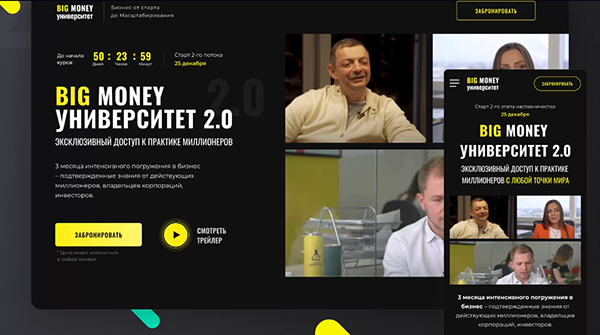 BIG MONEY
университет
Бизнес от старта
до Масштабирования
ЗАБРОНИРОВАТЬ
До начала
курса:
50 : 23 : 59
Дней Часов Минут
Старт 2-го потока
25 декабря
2.0
BIG MONEY
УНИВЕРСИТЕТ 2.0
ЭКСКЛЮЗИВНЫЙ ДОСТУП К ПРАКТИКЕ МИЛЛИОНЕРОВ
3 месяца интенсивного погружения в бизнес
– подтвержденные знания от действующих
миллионеров, владельцев корпораций,
инвесторов.
ЗАБРОНИРОВАТЬ
СМОТРЕТЬ
ТРЕЙЛЕР
* Цена может измениться
в любой момент
BIG MONEY
университет
ЗАБРОНИРОВАТЬ
Старт 2-го этапа наставничества
25 декабря
BIG MONEY
УНИВЕРСИТЕТ 2.0
ЭКСКЛЮЗИВНЫЙ ДОСТУП К ПРАКТИКЕ
МИЛЛИОНЕРОВ С ЛЮБОЙ ТОЧКИ МИРА
3 месяца интенсивного погружения в
бизнес – подтвержденные знания от
действующих миллионеров, владельцев
корпораций, инвесторов.